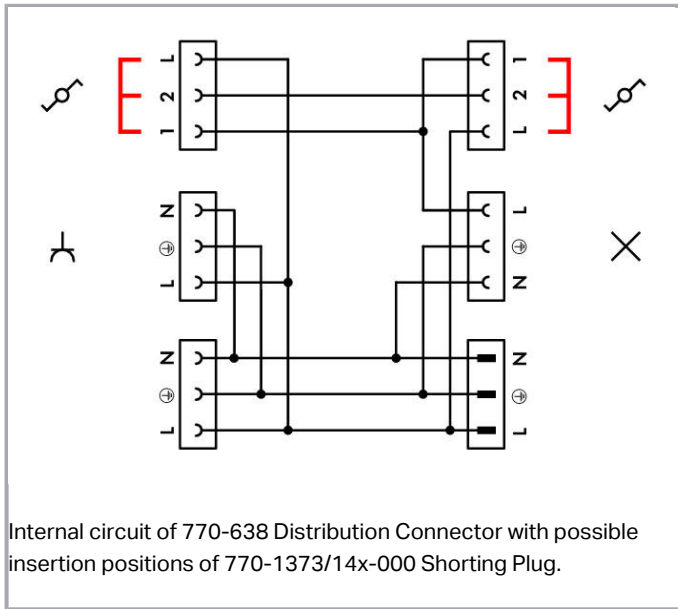 L
2
1
1
2
L
N
L
L
N
N
L
N
L
Internal circuit of 770-638 Distribution Connector with possible
insertion positions of 770-1373/14x-000 Shorting Plug.